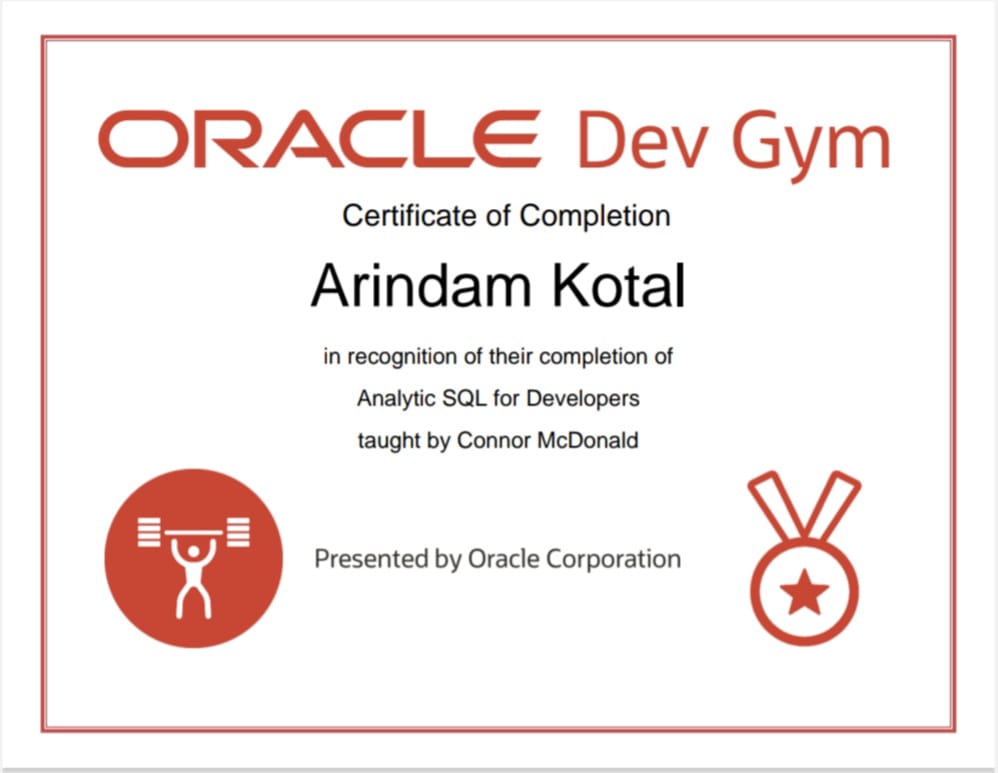 ORACLE Dev Gym
Certificate of Completion
Arindam Kotal
in recognition of their completion of
Analytic SQL for Developers
taught by Connor McDonald
Presented by Oracle Corporation